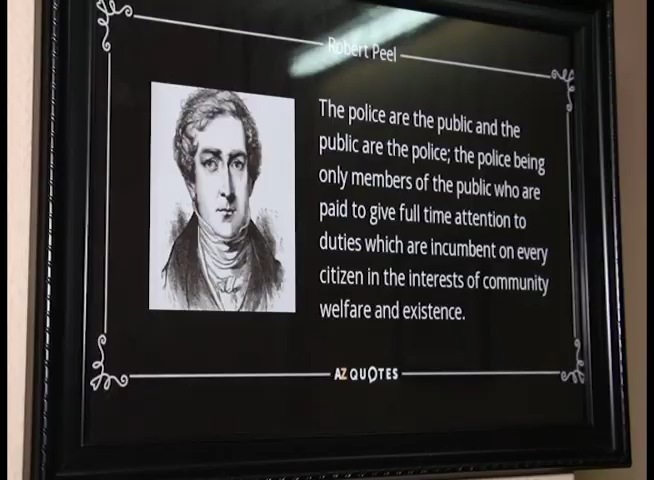 Robert Peel
The police are the public and the
public are the police; the police being
only members of the public who are
paid to give full time attention to
duties which are incumbent on every
citizen in the interests of community
welfare and existence.
AZ QUOTES